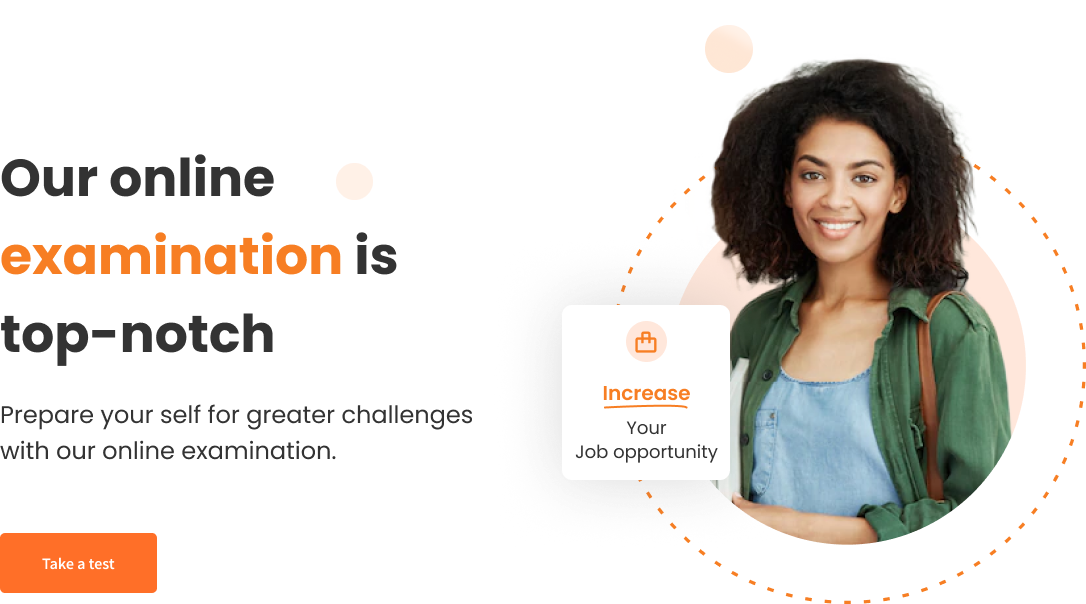 Our online
examination is
top-notch
Prepare your self for greater challenges
with our online examination.
Take a test
Increase
Your
Job opportunity